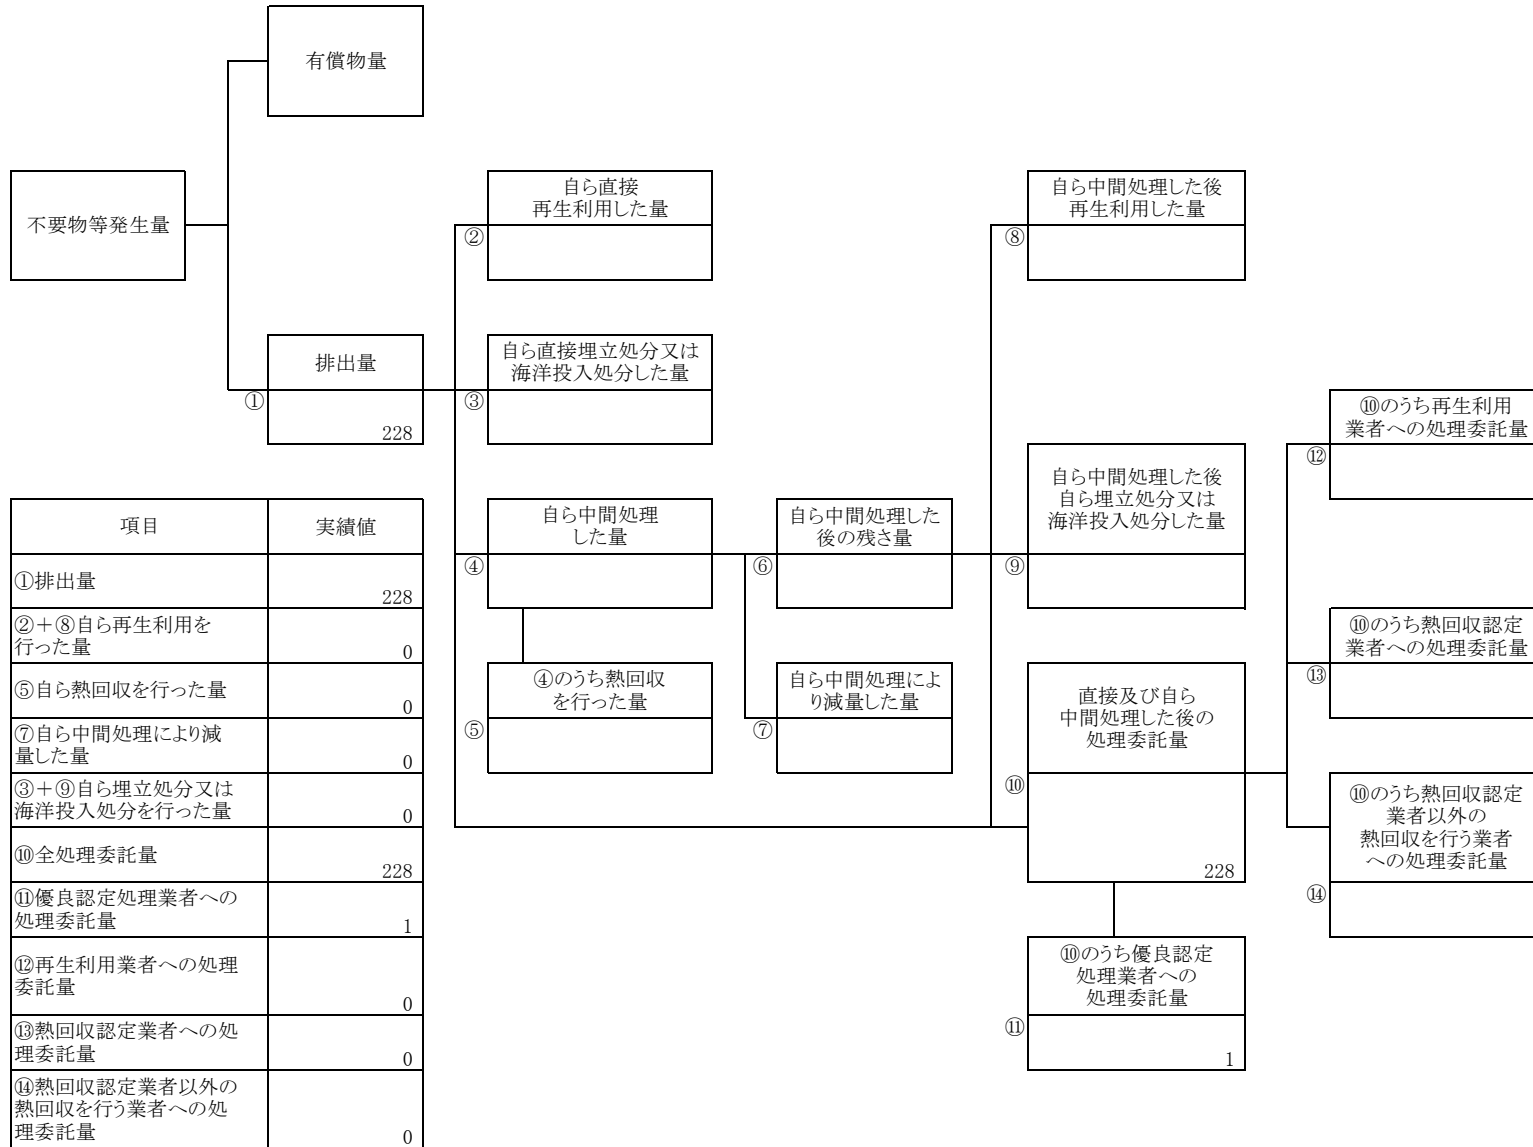 有償物量
不要物等発生量
自ら直接
再生利用した量
②
自ら中間処理した後
再生利用した量
⑧
排出量
①
228
自ら直接埋立処分又は
海洋投入処分した量
③
⑩のうち再生利用
業者への処理委託量
⑫
自ら中間処理した後
自ら埋立処分又は
海洋投入処分した量
⑨
自ら中間処理
した量
④
自ら中間処理した
後の残さ量
⑥
⑩のうち熱回収認定
業者への処理委託量
⑬
④のうち熱回収
を行った量
⑤
自ら中間処理によ
り減量した量
⑦
直接及び自ら
中間処理した後の
処理委託量
⑩
228
⑩のうち熱回収認定
業者以外の
熱回収を行う業者
への処理委託量
⑭
⑩のうち優良認定
処理業者への
処理委託量
⑪
1
項目 実績値
①排出量
228
②+⑧自ら再生利用を
行った量
0
⑤自ら熱回収を行った量
0
⑦自ら中間処理により減
量した量
0
③+⑨自ら埋立処分又は
海洋投入処分を行った量
0
⑩全処理委託量
228
⑪優良認定処理業者への
処理委託量
1
⑫再生利用業者への処理
委託量
0
⑬熱回収認定業者への処
理委託量
0
⑭熱回収認定業者以外の
熱回収を行う業者への処
理委託量
0